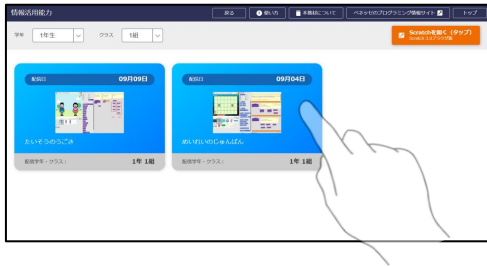 情報活用能力
戻る
使い方
本教材について
ベネッセのプログラミング情報サイト
トップ
学年 1年生
クラス 1組
Scratchを開く（タップ）
配信日 09月09日
たいそうのうごき
配信学年・クラス： 1年 1組
配信日 09月04日
めいれいのじゅんばん
配信学年・クラス： 1年 1組